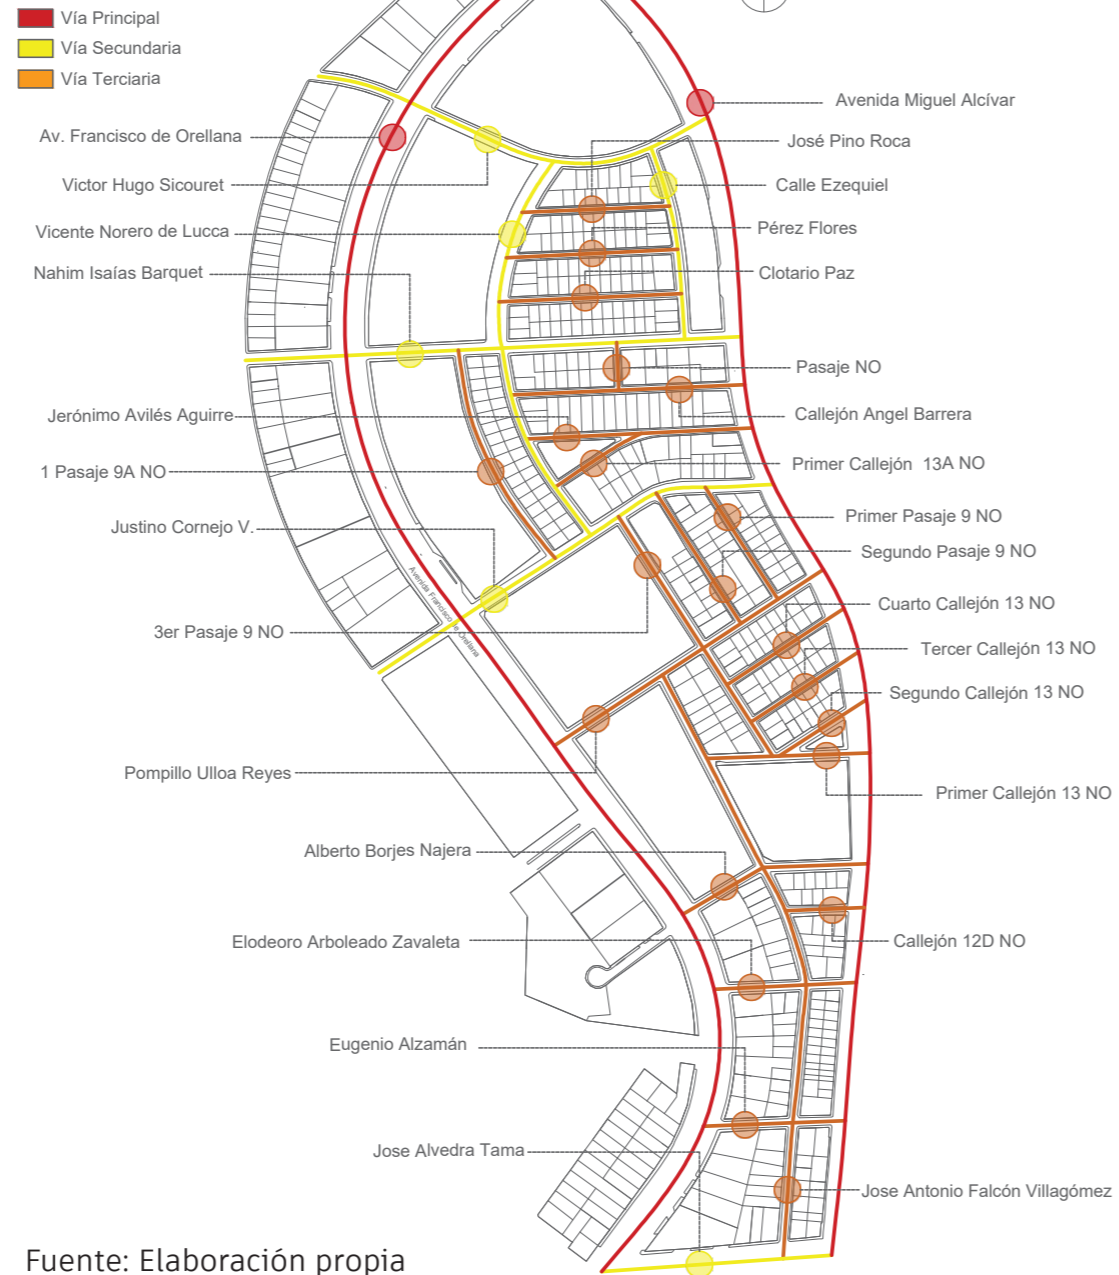 Vía Principal
Vía Secundaria
Vía Terciaria
Avenida Miguel Alcívar
Av. Francisco de Orellana
José Pino Roca
Victor Hugo Sicouret
Calle Ezequiel
Vicente Norero de Lucca
Pérez Flores
Nahim Isaías Barquet
Clotario Paz
Pasaje NO
Jerónimo Avilés Aguirre
Callejón Angel Barrera
1 Pasaje 9A NO
Primer Callejón 13A NO
Justino Cornejo V.
Primer Pasaje 9 NO
Segundo Pasaje 9 NO
Avenida Francisco de Orellana
Cuarto Callejón 13 NO
3er Pasaje 9 NO
Tercer Callejón 13 NO
Segundo Callejón 13 NO
Pompillo Ulloa Reyes
Primer Callejón 13 NO
Alberto Borjes Najera
Elodeoro Arboleado Zavaleta
Callejón 12D NO
Eugenio Alzamán
Jose Alvedra Tama
Jose Antonio Falcón Villagómez
Fuente: Elaboración propia